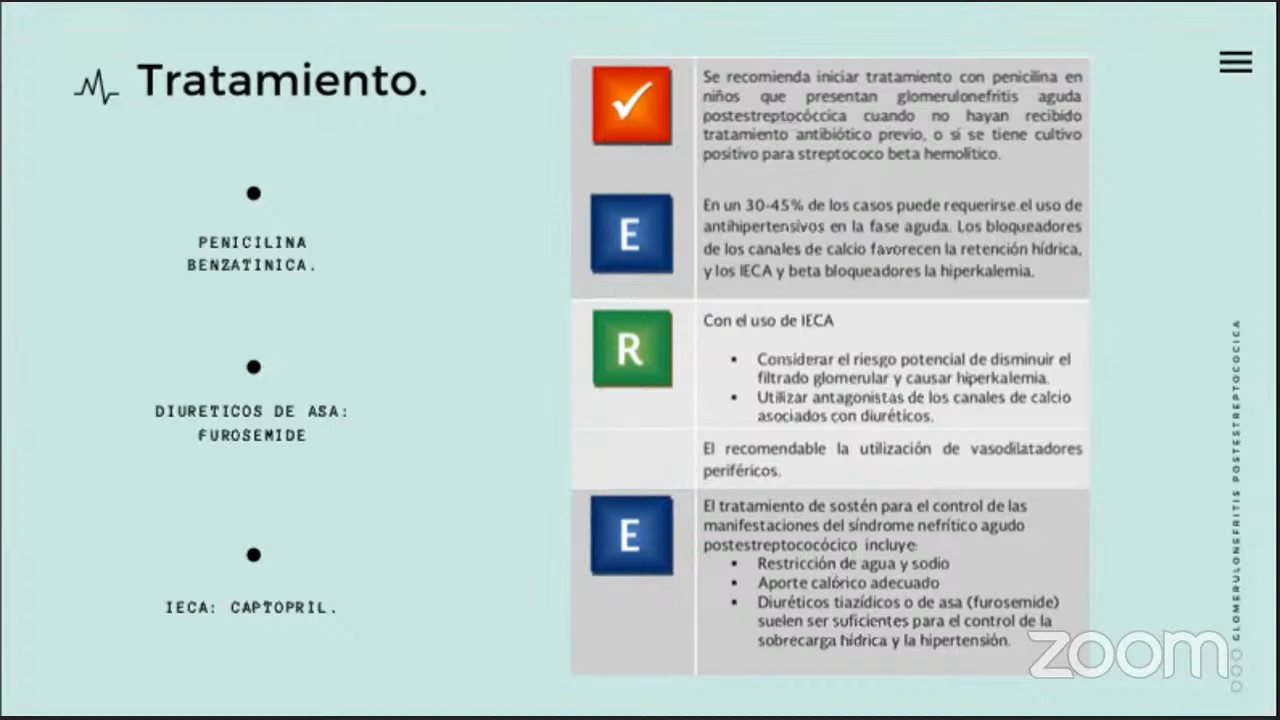 Tratamiento.
PENICILINA
BENZATINICA.
DIURETICOS DE ASA:
FUROSEMIDE
IECA: CAPTOPRIL.
✓
Se recomienda iniciar tratamiento con penicilina en
niños que presentan glomerulonefritis aguda
postestreptocóccica cuando no hayan recibido
tratamiento antibiótico previo, o si se tiene cultivo
positivo para streptococo beta hemolítico.
E
En un 30-45% de los casos puede requerirse el uso de
antihipertensivos en la fase aguda. Los bloqueadores
de los canales de calcio favorecen la retención hídrica,
y los IECA y beta bloqueadores la hiperkalemia.
R
Con el uso de IECA
▪ Considerar el riesgo potencial de disminuir el
filtrado glomerular y causar hiperkalemia.
▪ Utilizar antagonistas de los canales de calcio
asociados con diuréticos.
El recomendable la utilización de vasodilatadores
periféricos.
E
El tratamiento de sostén para el control de las
manifestaciones del síndrome nefrítico agudo
postestreptococócico incluye:
▪ Restricción de agua y sodio
▪ Aporte calórico adecuado
▪ Diuréticos tiazídicos o de asa (furosemide)
suelen ser suficientes para el control de la
sobrecarga hídrica y la hipertensión.
GLOMERULONEFRITIS POSTESTREPTOCOCICA
zoom